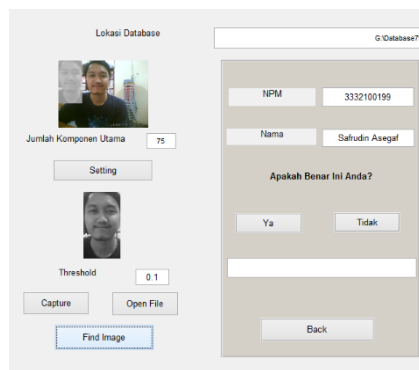 Lokasi Database
G:\Database7
Jumlah Komponen Utama 75
Setting
Threshold 0.1
Capture Open File
Find Image
NPM 3332100199
Nama Safrudin Asegaf
Apakah Benar Ini Anda?
Ya Tidak
Back